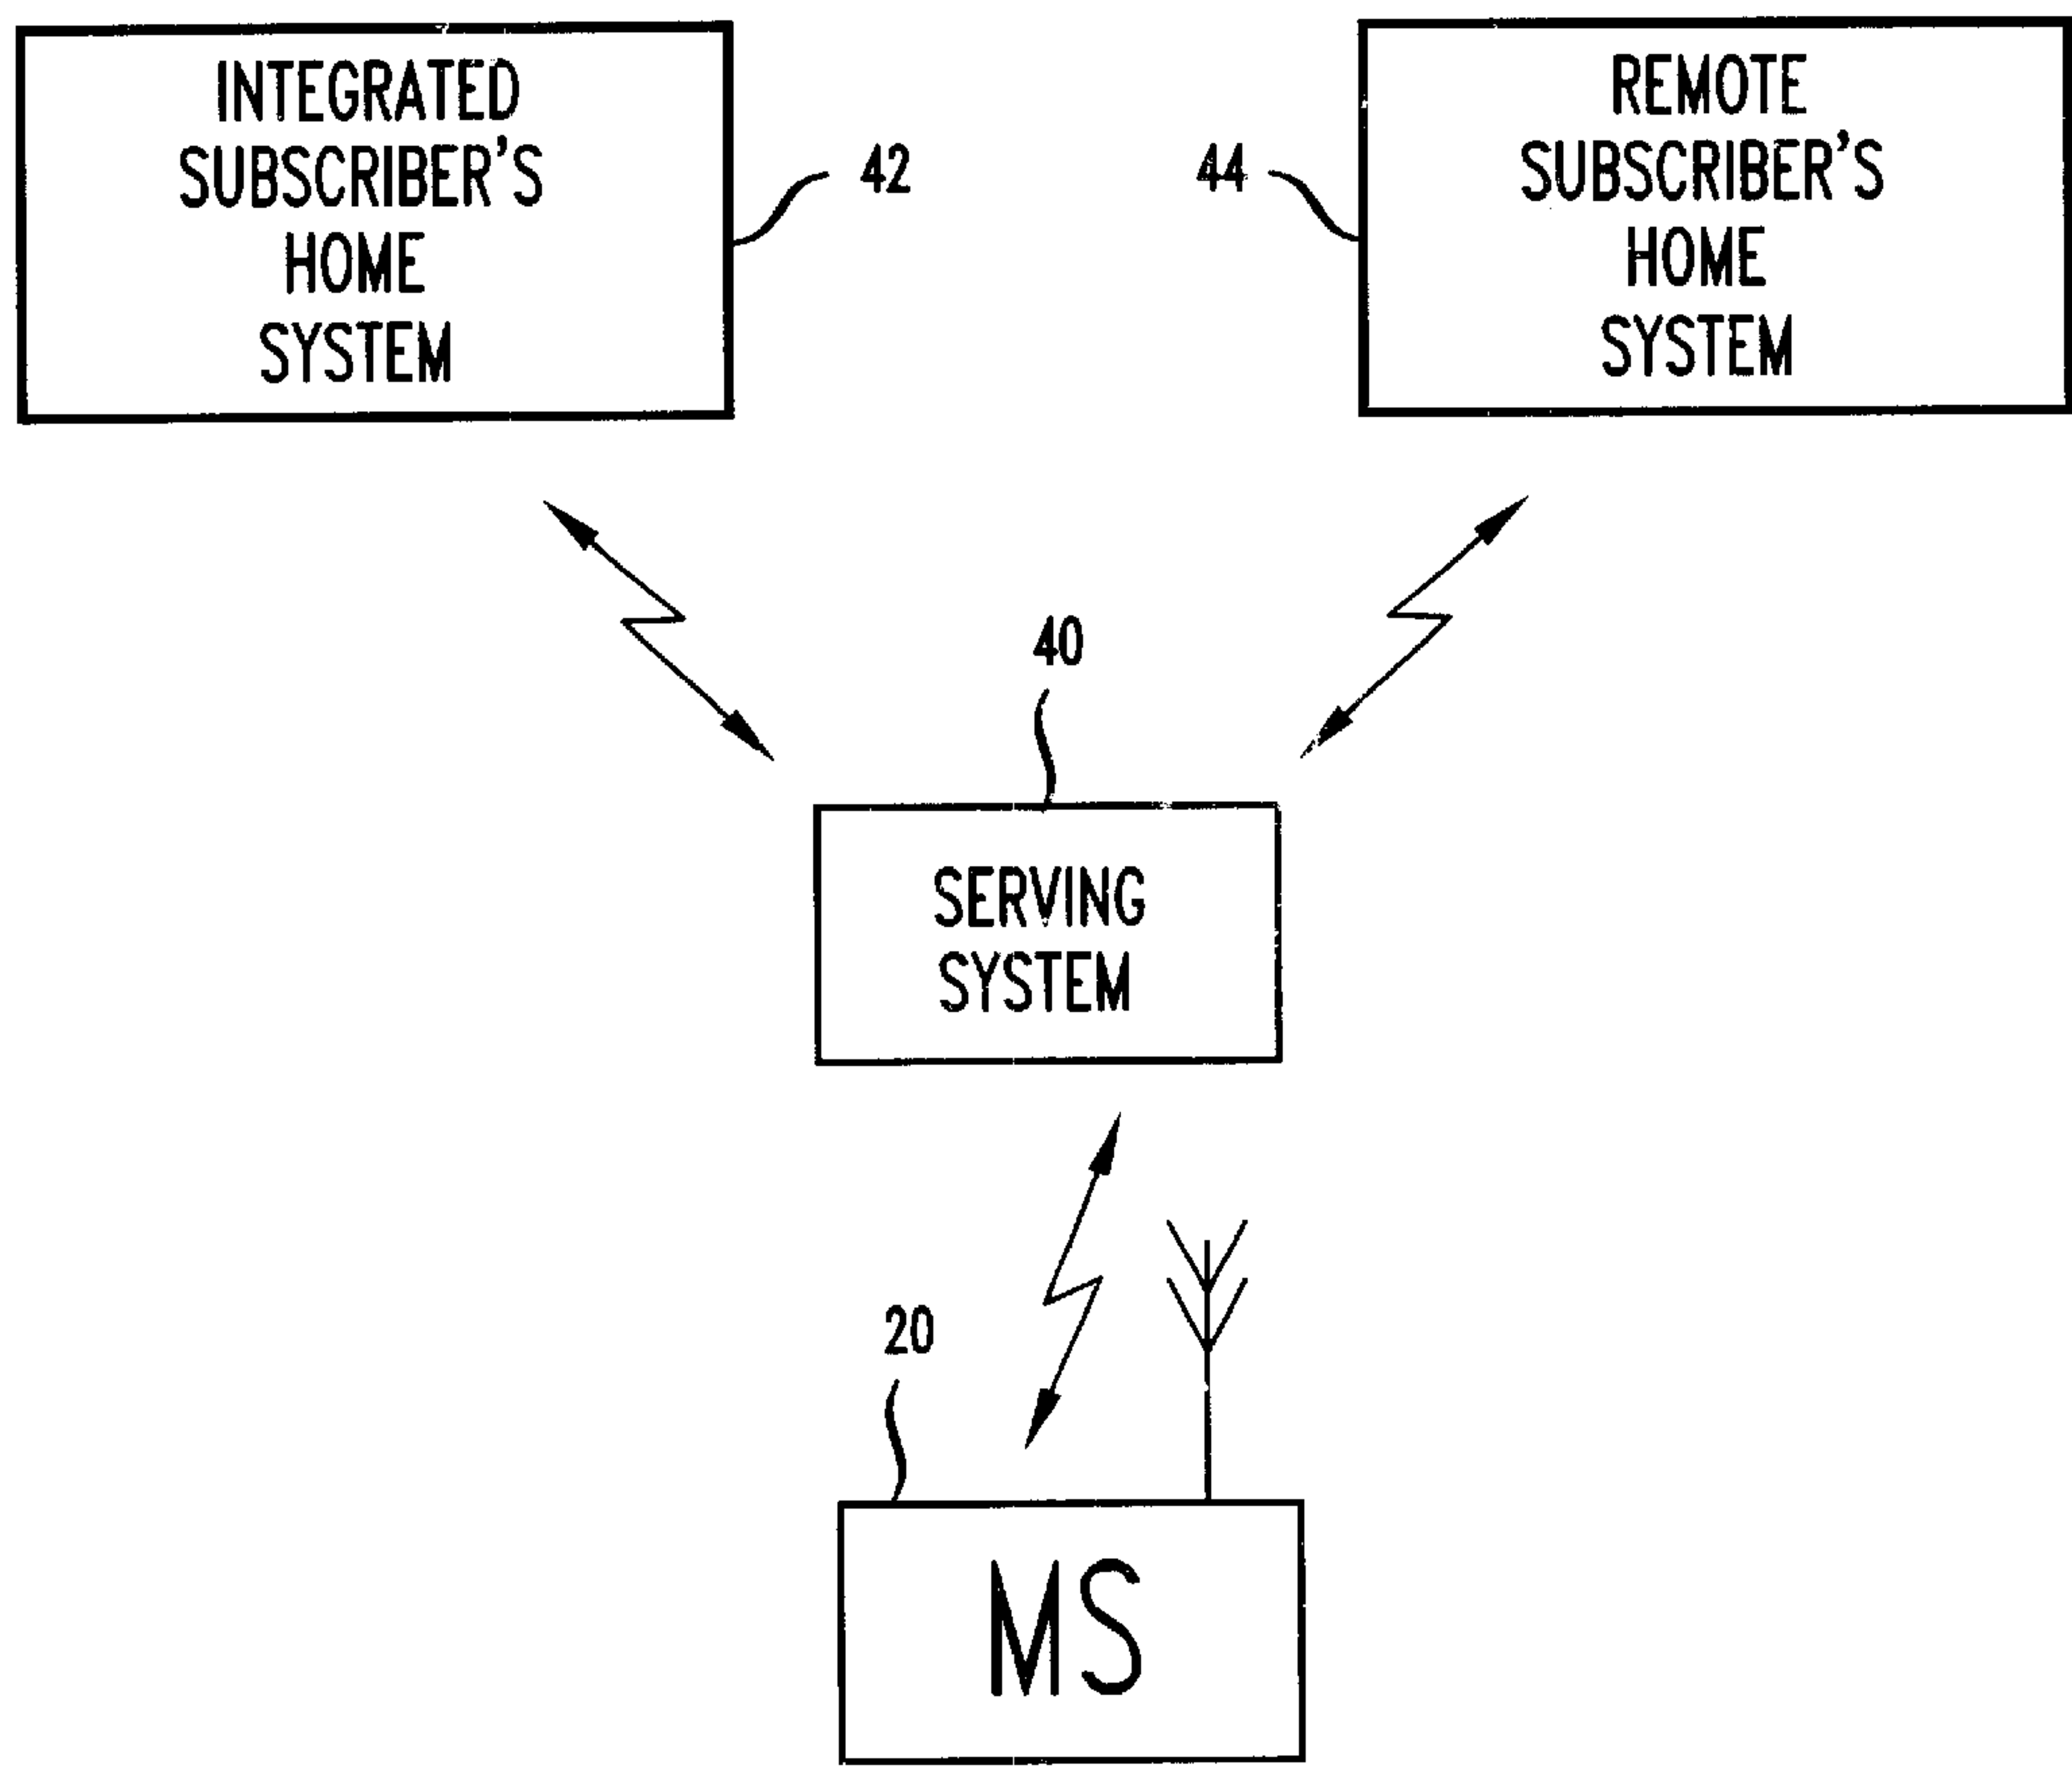 INTEGRATED
SUBSCRIBER'S
HOME
SYSTEM
42
44
REMOTE
SUBSCRIBER'S
HOME
SYSTEM
40
SERVING
SYSTEM
20
MS